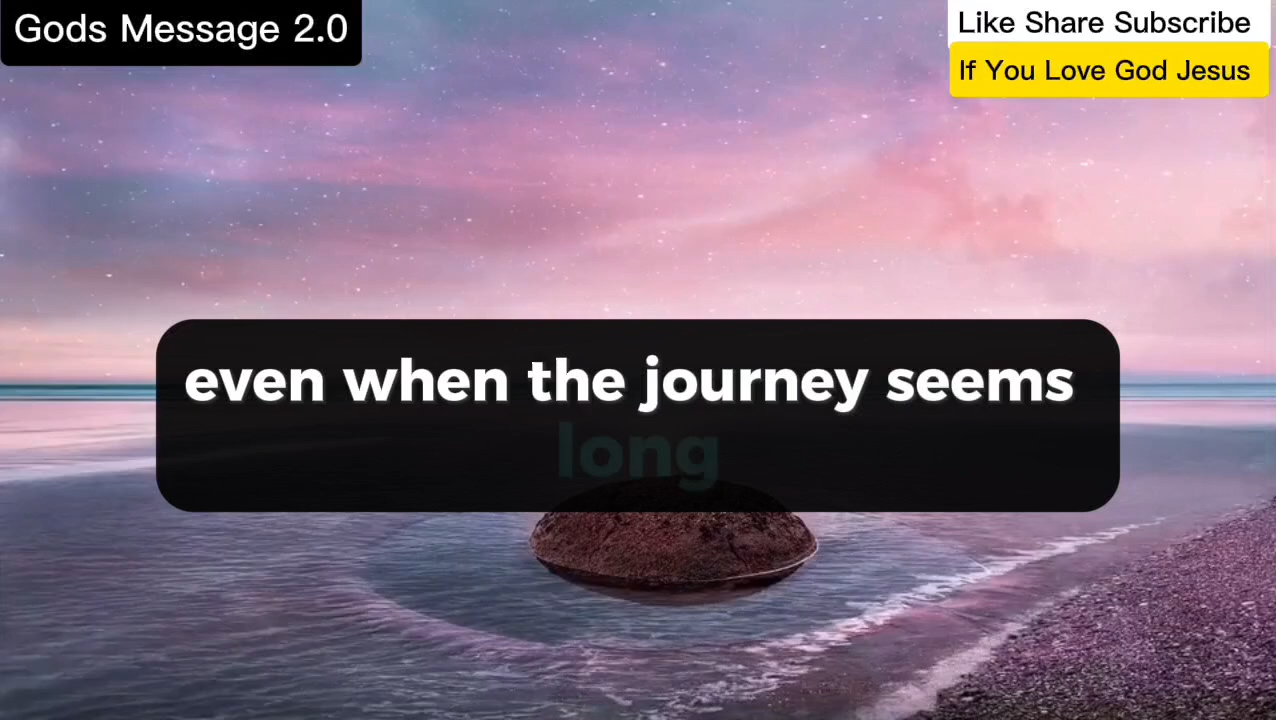 Gods Message 2.0
Like Share Subscribe
If You Love God Jesus
even when the journey seems
long